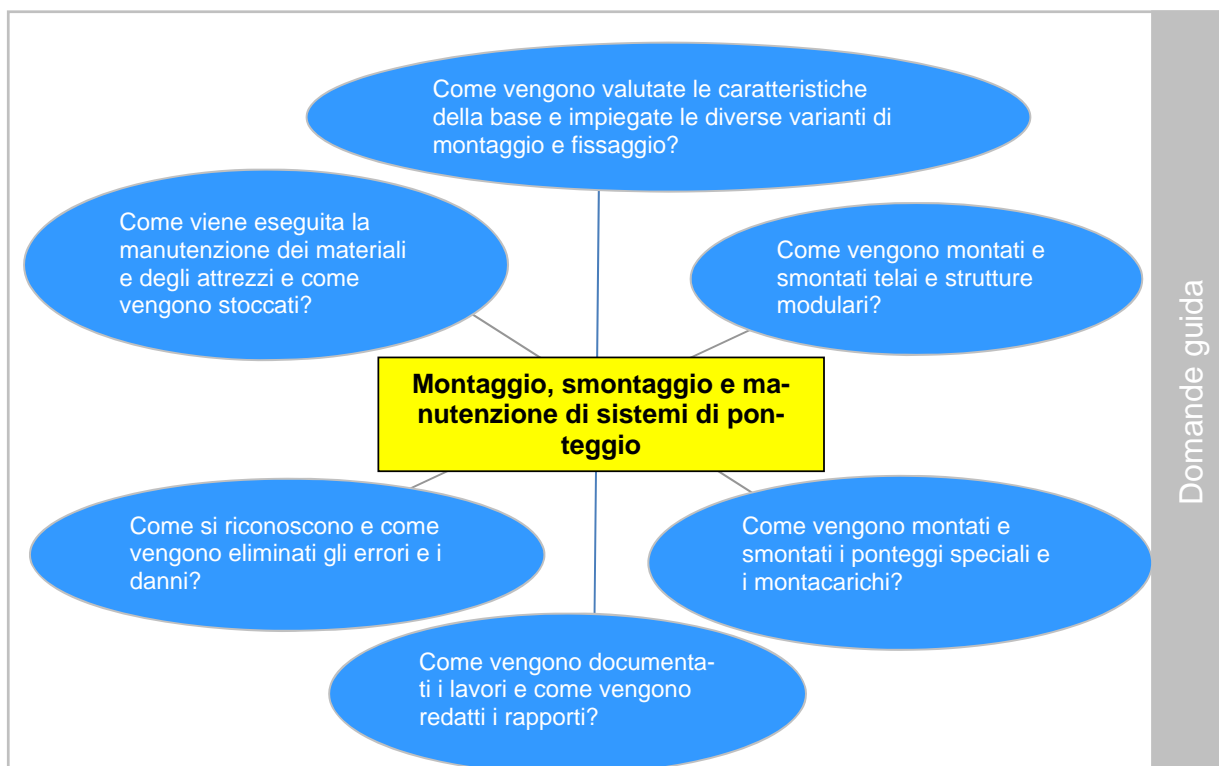 Come vengono valutate le caratteristiche
della base e impiegate le diverse varianti di
montaggio e fissaggio?
Come viene eseguita la
manutenzione dei materiali
e degli attrezzi e come
vengono stoccati?
Come vengono montati e
smontati telai e strutture
modulari?
Montaggio, smontaggio e ma-
nutenzione di sistemi di pon-
teggio
Come si riconoscono e come
vengono eliminati gli errori e i
danni?
Come vengono montati e
smontati i ponteggi speciali e
i montacarichi?
Come vengono documenta-
ti i lavori e come vengono
redatti i rapporti?
Domande guida